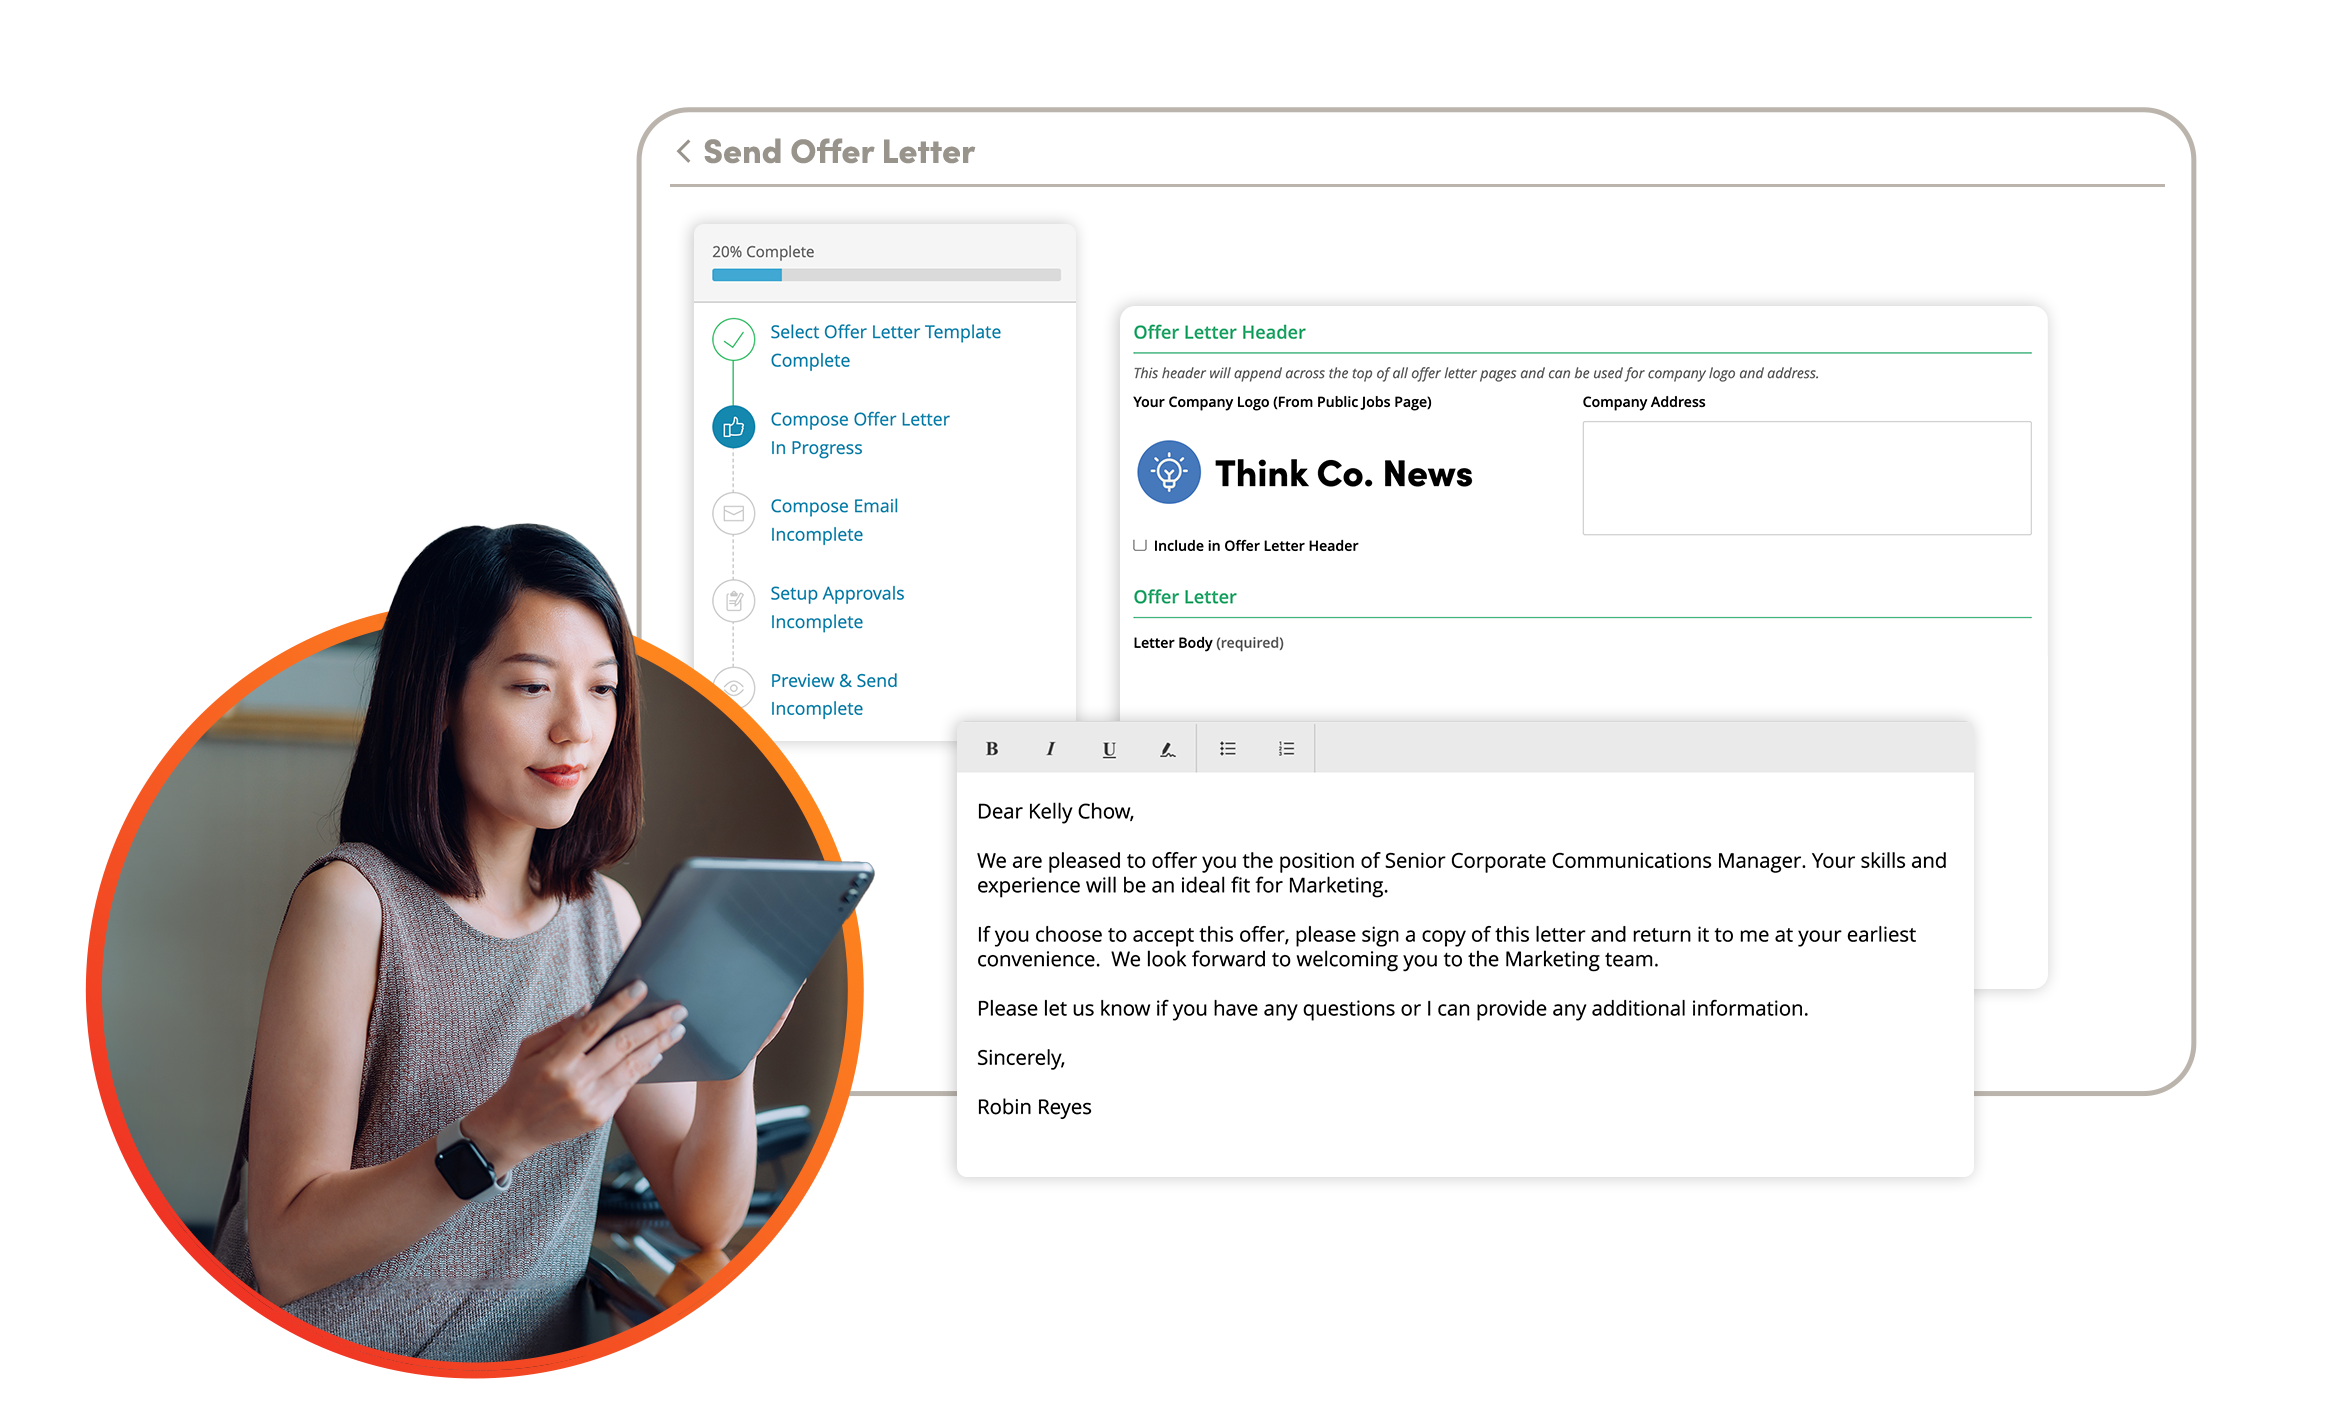 Send Offer Letter
20% Complete
Select Offer Letter Template
Complete
Compose Offer Letter
In Progress
Compose Email
Incomplete
Setup Approvals
Incomplete
Preview & Send
Incomplete
Offer Letter Header
This header will append across the top of all offer letter pages and can be used for company logo and address.
Your Company Logo (From Public Jobs Page)
Company Address
Think Co. News
Include in Offer Letter Header
Offer Letter
Letter Body (required)
B I U
Dear Kelly Chow,
We are pleased to offer you the position of Senior Corporate Communications Manager. Your skills and
experience will be an ideal fit for Marketing.
If you choose to accept this offer, please sign a copy of this letter and return it to me at your earliest
convenience.  We look forward to welcoming you to the Marketing team.
Please let us know if you have any questions or I can provide any additional information.
Sincerely,
Robin Reyes